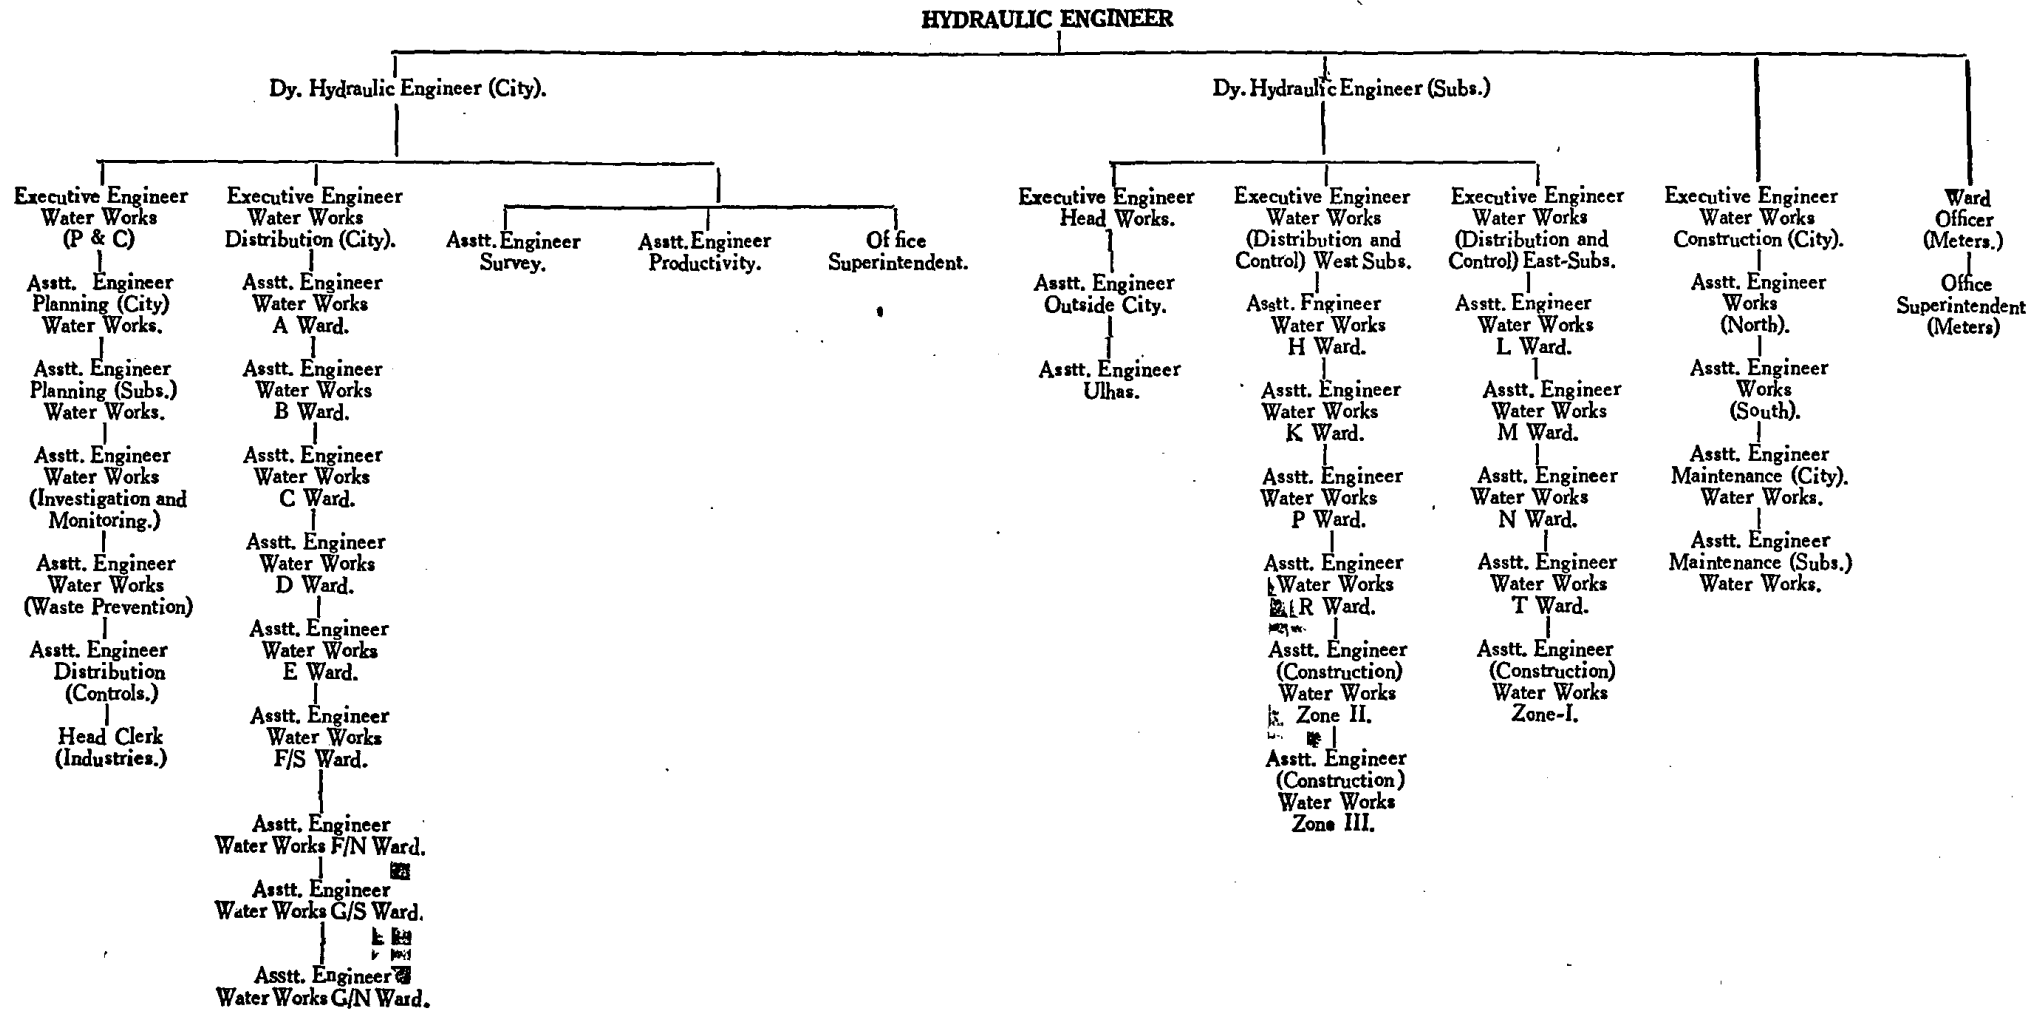 HYDRAULIC ENGINEER
Dy. Hydraulic Engineer (City).
Dy. Hydraulic Engineer (Subs.)
Executive Engineer
Water Works
(P & C)
Asstt. Engineer
Planning (City)
Water Works.
Asstt. Engineer
Planning (Subs.)
Water Works.
Asstt. Engineer
Water Works
(Investigation and
Monitoring.)
Asstt. Engineer
Water Works
(Waste Prevention)
Asstt. Engineer
Distribution
(Controls.)
Head Clerk
(Industries.)
Executive Engineer
Water Works
Distribution (City).
Asstt. Engineer
Water Works
A Ward.
Asstt. Engineer
Water Works
B Ward.
Asstt. Engineer
Water Works
C Ward.
Asstt. Engineer
Water Works
D Ward.
Asstt. Engineer
Water Works
E Ward.
Asstt. Engineer
Water Works
F/S Ward.
Asstt. Engineer
Water Works F/N Ward.
Asstt. Engineer
Water Works G/S Ward.
Asstt. Engineer
Water Works G/N Ward.
Asstt. Engineer
Survey.
Asstt. Engineer
Productivity.
Of fice
Superintendent.
Executive Engineer
Head Works.
Asstt. Engineer
Outside City.
Asstt. Engineer
Ulhas.
Executive Engineer
Water Works
(Distribution and
Control) West Subs.
Asstt. Fngineer
Water Works
H Ward.
Asstt. Engineer
Water Works
K Ward.
Asstt. Engineer
Water Works
P Ward.
Asstt. Engineer
Water Works
R Ward.
Asstt. Engineer
(Construction)
Water Works
Zone II.
Asstt. Engineer
(Construction)
Water Works
Zone III.
Executive Engineer
Water Works
(Distribution and
Control) East-Subs.
Asstt. Engineer
Water Works
L Ward.
Asstt. Engineer
Water Works
M Ward.
Asstt. Engineer
Water Works
N Ward.
Asstt. Engineer
Water Works
T Ward.
Asstt. Engineer
(Construction)
Water Works
Zone-I.
Executive Engineer
Water Works
Construction (City).
Asstt. Engineer
Works
(North).
Asstt. Engineer
Works
(South).
Asstt. Engineer
Maintenance (City).
Water Works.
Asstt. Engineer
Maintenance (Subs.)
Water Works.
Ward
Officer
(Meters.)
Office
Superintendent
(Meters)